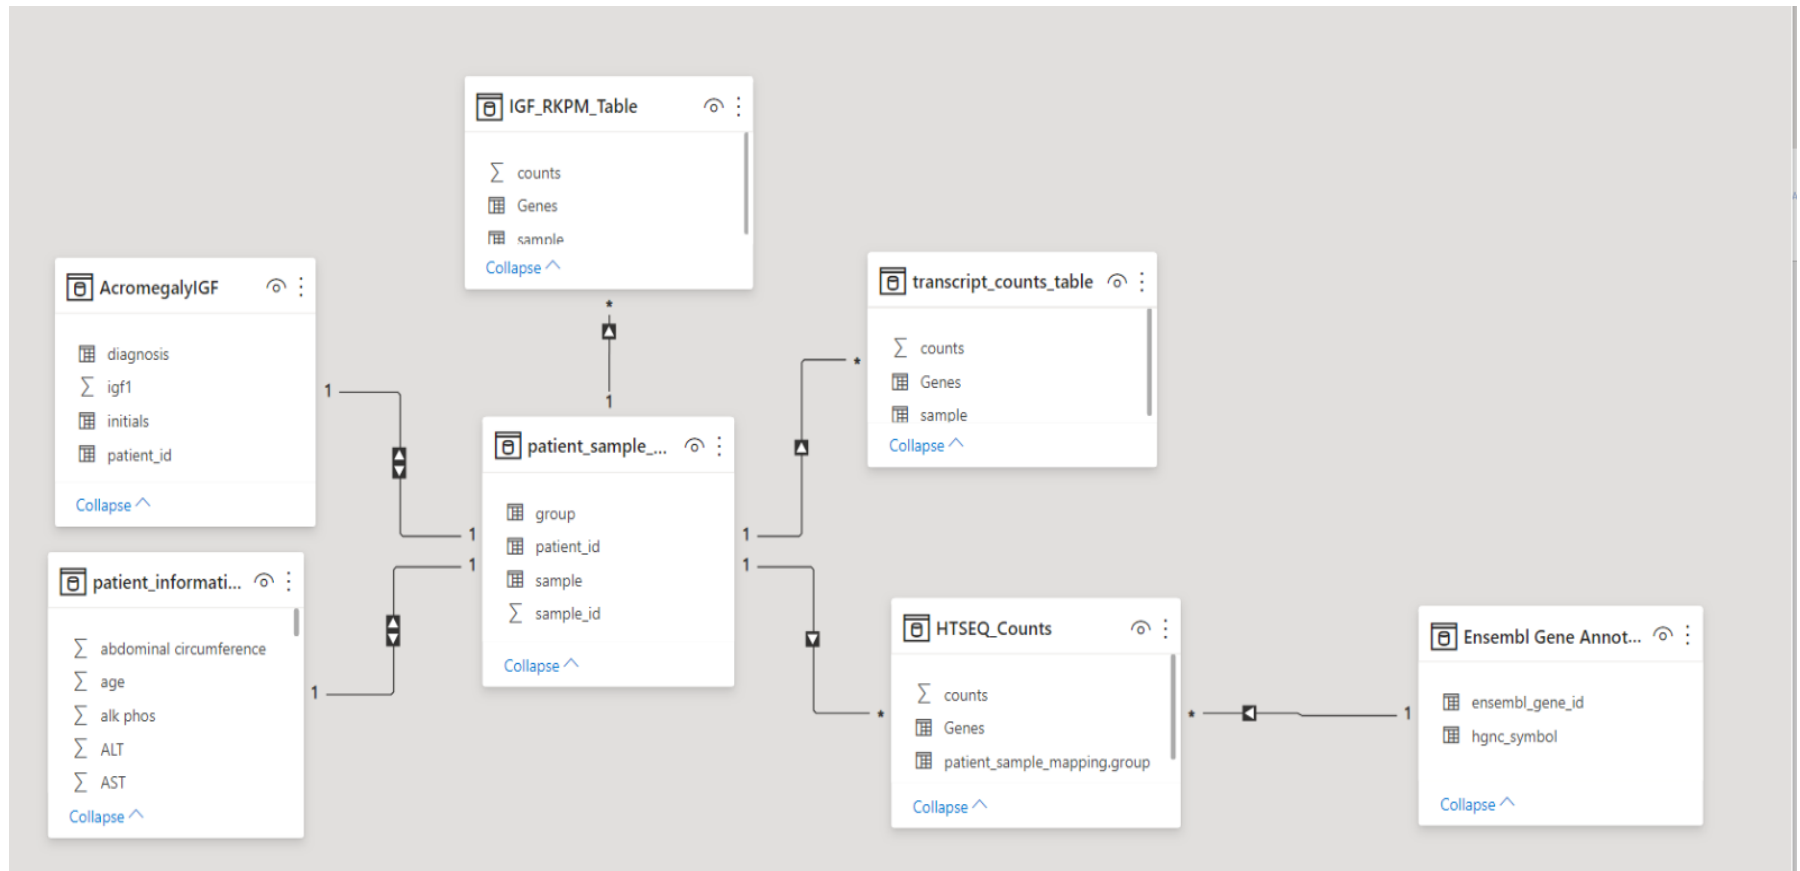 IGF_RKPM_Table
counts
Genes
sample
Collapse
*
1
AcromegalyIGF
diagnosis
igf1
initials
patient_id
Collapse
1
transcript_counts_table
counts
Genes
sample
Collapse
*
patient_sample_...
group
patient_id
sample
sample_id
Collapse
1
1
1
1
patient_informati...
abdominal circumference
age
alk phos
ALT
AST
Collapse
1
HTSEQ_Counts
counts
Genes
patient_sample_mapping.group
Collapse
*
*
1
Ensembl Gene Annot...
ensembl_gene_id
hgnc_symbol
Collapse